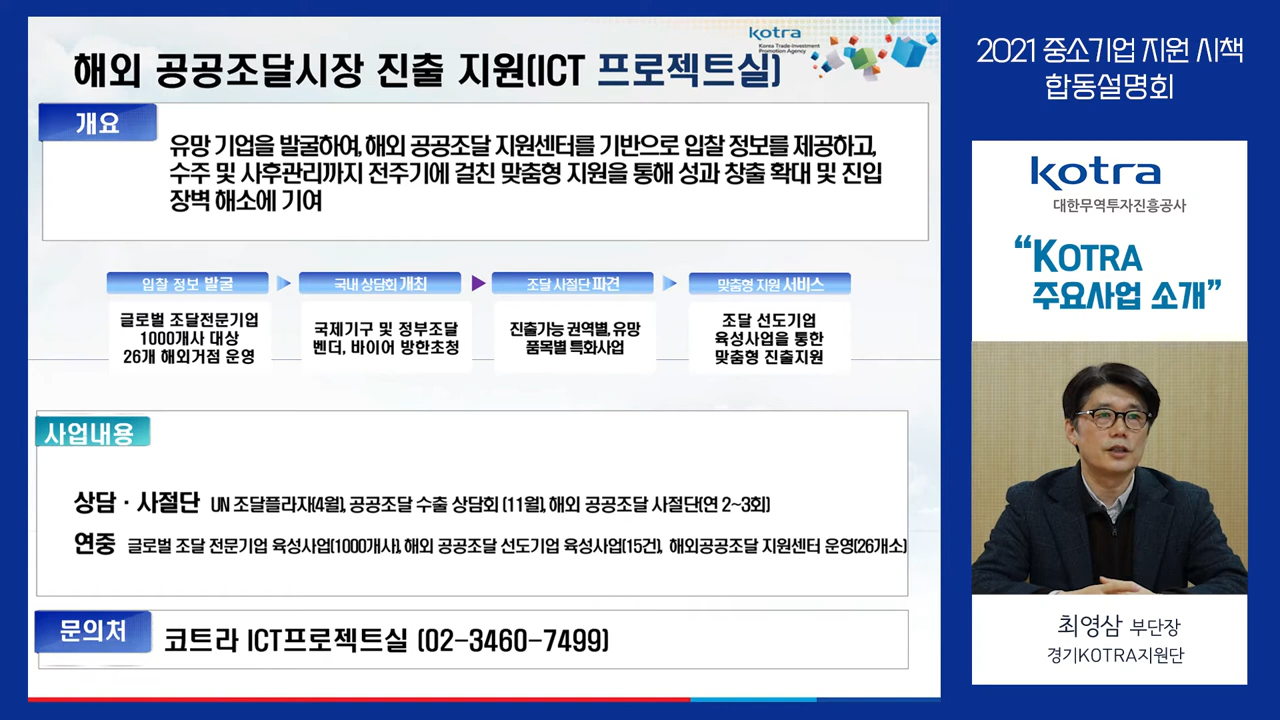 kotra
Korea Trade-Investment
Promotion Agency
해외 공공조달시장 진출 지원(ICT 프로젝트실)
개요
유망 기업을 발굴하여, 해외 공공조달 지원센터를 기반으로 입찰 정보를 제공하고,
수주 및 사후관리까지 전주기에 걸친 맞춤형 지원을 통해 성과 창출 확대 및 진입
장벽 해소에 기여
입찰 정보 발굴
글로벌 조달전문기업
1000개사 대상
26개 해외거점 운영
국내 상담회 개최
국제기구 및 정부조달
벤더, 바이어 방한초청
조달 사절단 파견
진출가능 권역별, 유망
품목별 특화사업
맞춤형 지원 서비스
조달 선도기업
육성사업을 통한
맞춤형 진출지원
사업내용
상담 · 사절단 UN 조달플라자(4월), 공공조달 수출 상담회 (11월), 해외 공공조달 사절단(연 2~3회)
연중 글로벌 조달 전문기업 육성사업(1000개사), 해외 공공조달 선도기업 육성사업(15건), 해외공공조달 지원센터 운영(26개소)
문의처
코트라 ICT프로젝트실 (02-3460-7499)
2021 중소기업 지원 시책
합동설명회
kotra
대한무역투자진흥공사
“KOTRA
주요사업 소개”
최영삼 부단장
경기KOTRA지원단